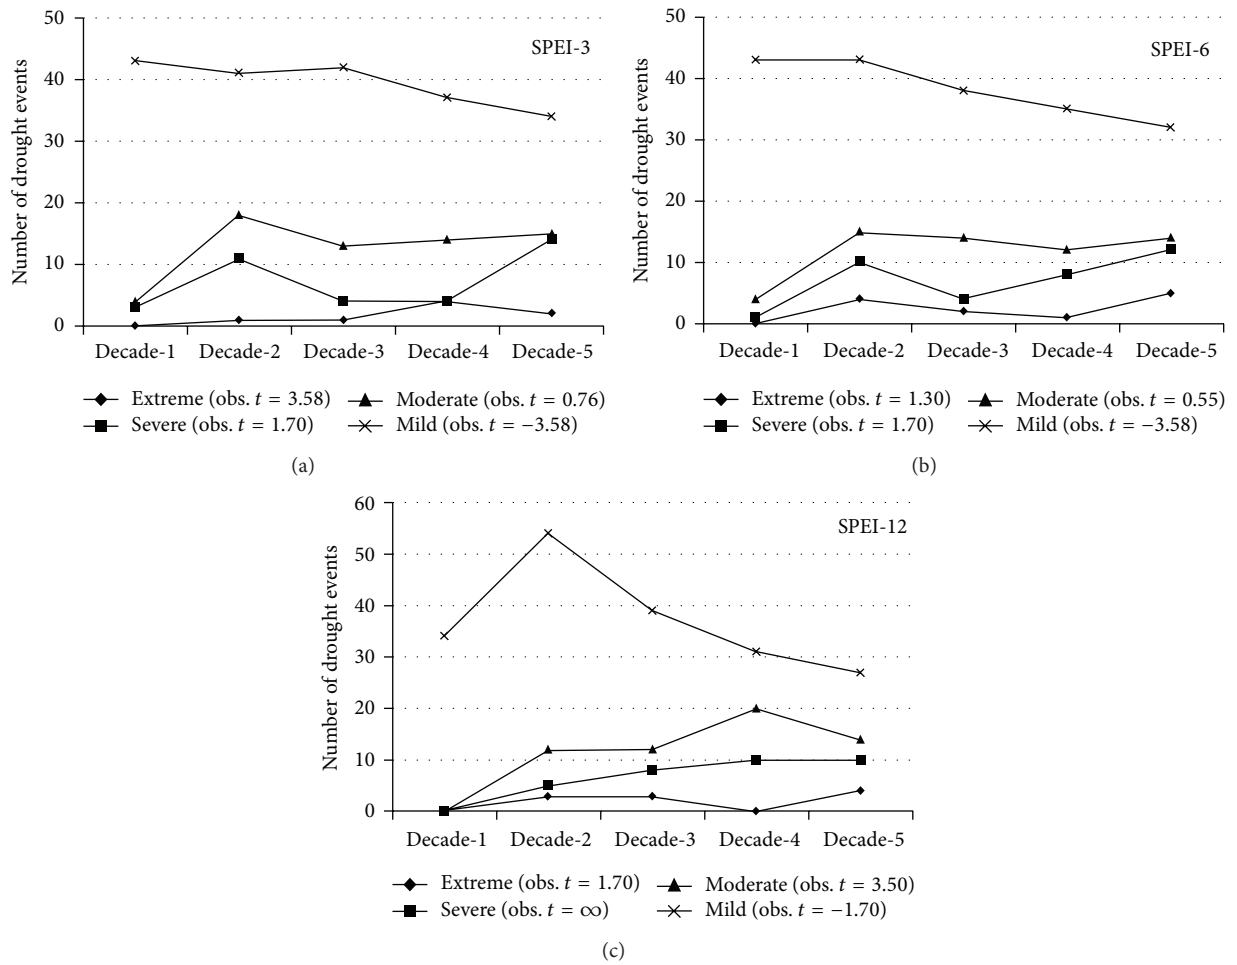 SPEI-3
Number of drought events
50
40
30
20
10
0
Decade-1 Decade-2 Decade-3 Decade-4 Decade-5
Extreme (obs. t = 3.58) Moderate (obs. t = 0.76)
Severe (obs. t = 1.70) Mild (obs. t = −3.58)
(a)
SPEI-6
Number of drought events
50
40
30
20
10
0
Decade-1 Decade-2 Decade-3 Decade-4 Decade-5
Extreme (obs. t = 1.30) Moderate (obs. t = 0.55)
Severe (obs. t = 1.70) Mild (obs. t = −3.58)
(b)
SPEI-12
Number of drought events
60
50
40
30
20
10
0
Decade-1 Decade-2 Decade-3 Decade-4 Decade-5
Extreme (obs. t = 1.70) Moderate (obs. t = 3.50)
Severe (obs. t = ∞) Mild (obs. t = −1.70)
(c)